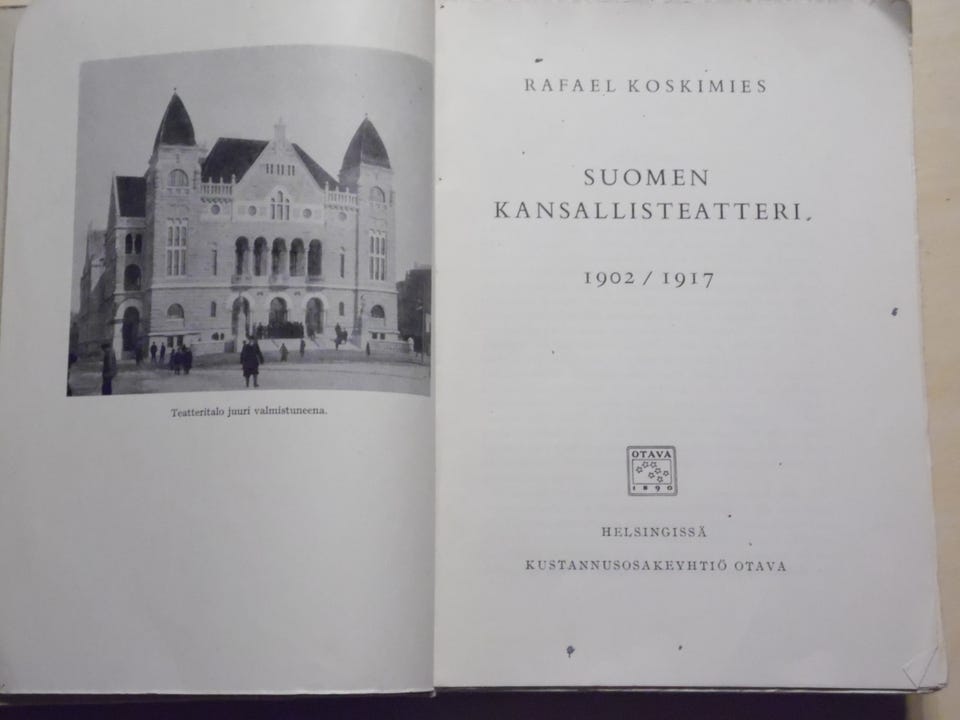 Teatteritalo juuri valmistuneena.
RAFAEL KOSKIMIES
SUOMEN
KANSALLISTEATTERI
1902 / 1917
OTAVA
1890
HELSINGISSÄ
KUSTANNUSOSAKEYHTIÖ OTAVA